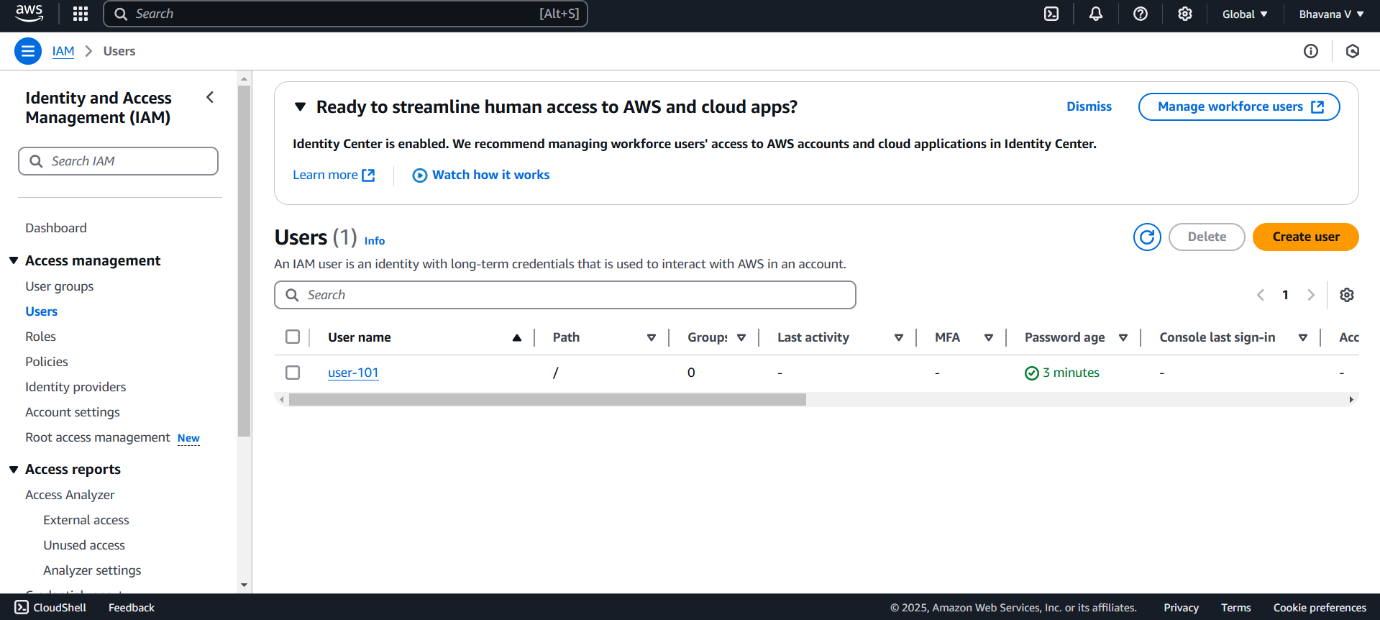 aws
Search
[Alt+S]
Global
Bhavana V
IAM
Users
Identity and Access
Management (IAM)
Search IAM
Dashboard
Access management
User groups
Users
Roles
Policies
Identity providers
Account settings
Root access management New
Access reports
Access Analyzer
External access
Unused access
Analyzer settings
Ready to streamline human access to AWS and cloud apps?
Dismiss
Manage workforce users
Identity Center is enabled. We recommend managing workforce users' access to AWS accounts and cloud applications in Identity Center.
Learn more
Watch how it works
Users (1) Info
Delete
Create user
An IAM user is an identity with long-term credentials that is used to interact with AWS in an account.
Search
1
User name Path Group: Last activity MFA Password age Console last sign-in Acc
user-101 / 0 - - 3 minutes - -
CloudShell Feedback © 2025, Amazon Web Services, Inc. or its affiliates. Privacy Terms Cookie preferences